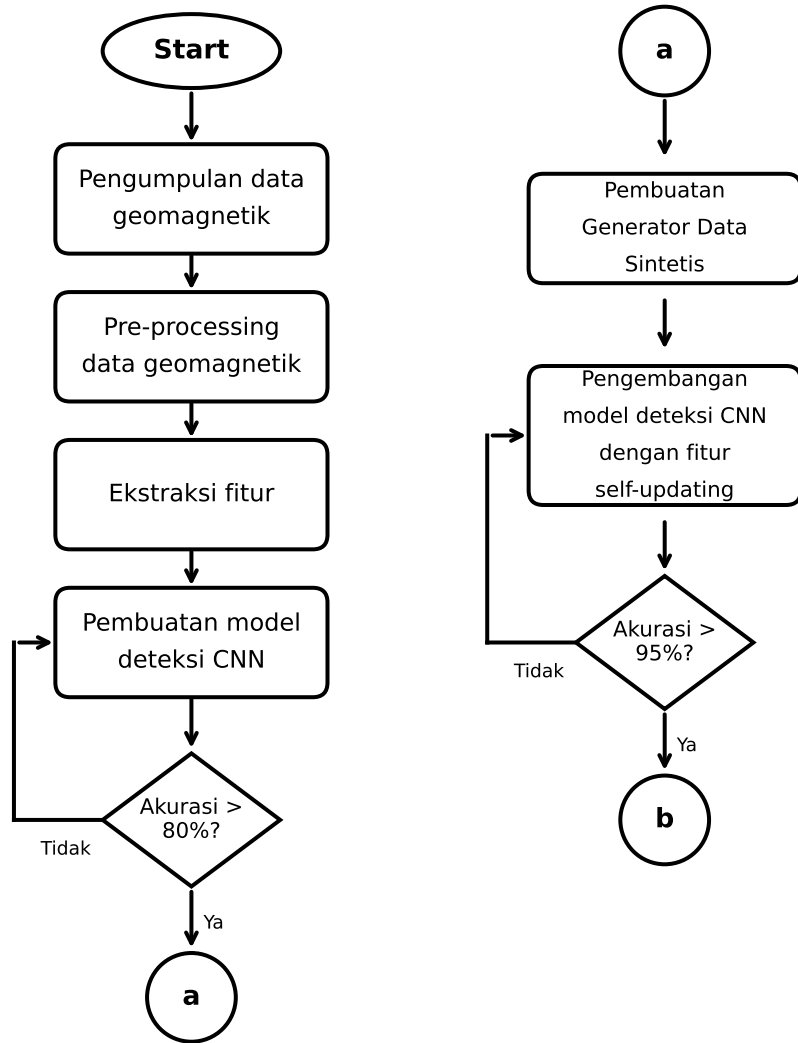 Start
Pengumpulan data
geomagnetik
Pre-processing
data geomagnetik
Ekstraksi fitur
Pembuatan model
deteksi CNN
Akurasi >
80%?
Tidak
Ya
a
a
Pembuatan
Generator Data
Sintetis
Pengembangan
model deteksi CNN
dengan fitur
self-updating
Akurasi >
95%?
Tidak
Ya
b